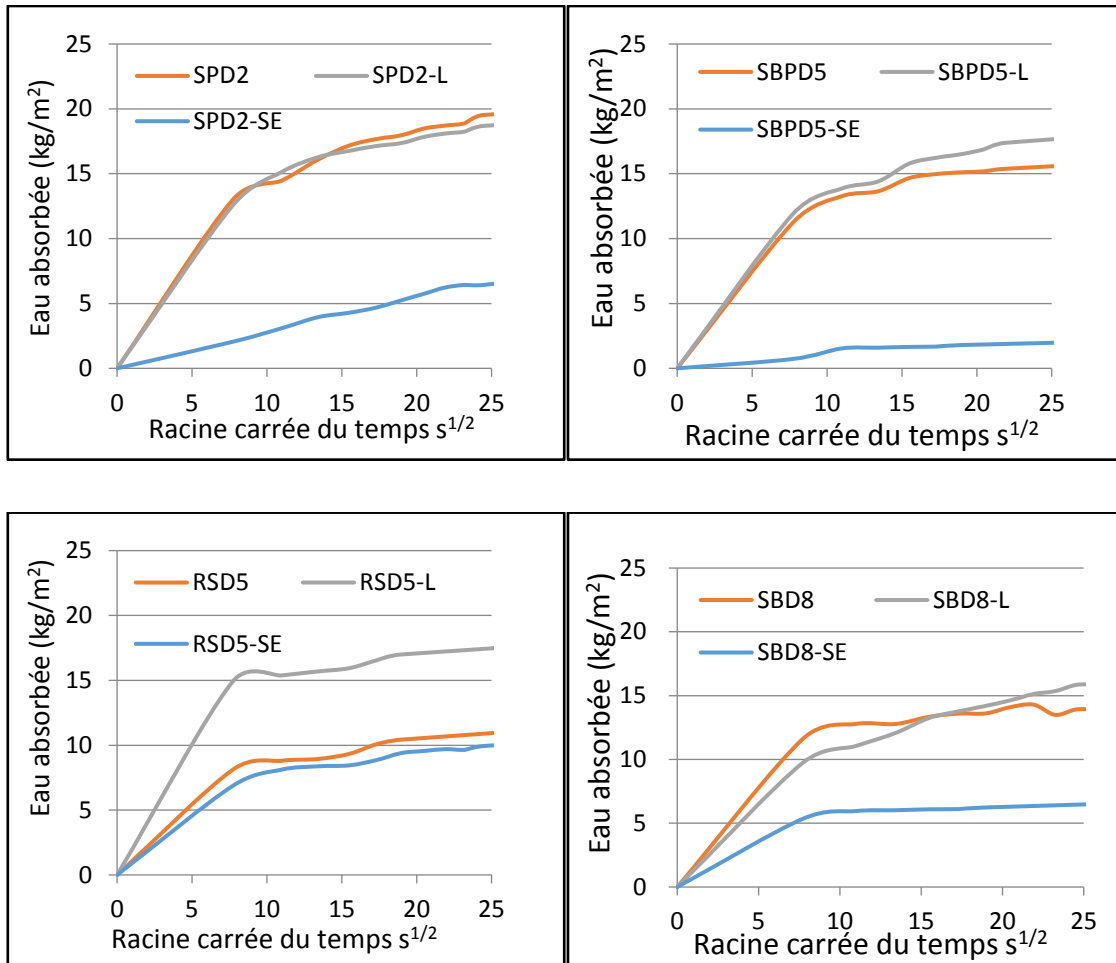 Eau absorbée (kg/m²)
25
20
15
10
5
0
SPD2 SPD2-L
SPD2-SE
0 5 10 15 20 25
Racine carrée du temps s^1/2
Eau absorbée (kg/m²)
25
20
15
10
5
0
SBPD5 SBPD5-L
SBPD5-SE
0 5 10 15 20 25
Racine carrée du temps s^1/2
Eau absorbée (kg/m²)
25
20
15
10
5
0
RSD5 RSD5-L
RSD5-SE
0 5 10 15 20 25
Racine carrée du temps s^1/2
Eau absorbée (kg/m²)
25
20
15
10
5
0
SBD8 SBD8-L
SBD8-SE
0 5 10 15 20 25
Racine carrée du temps s^1/2